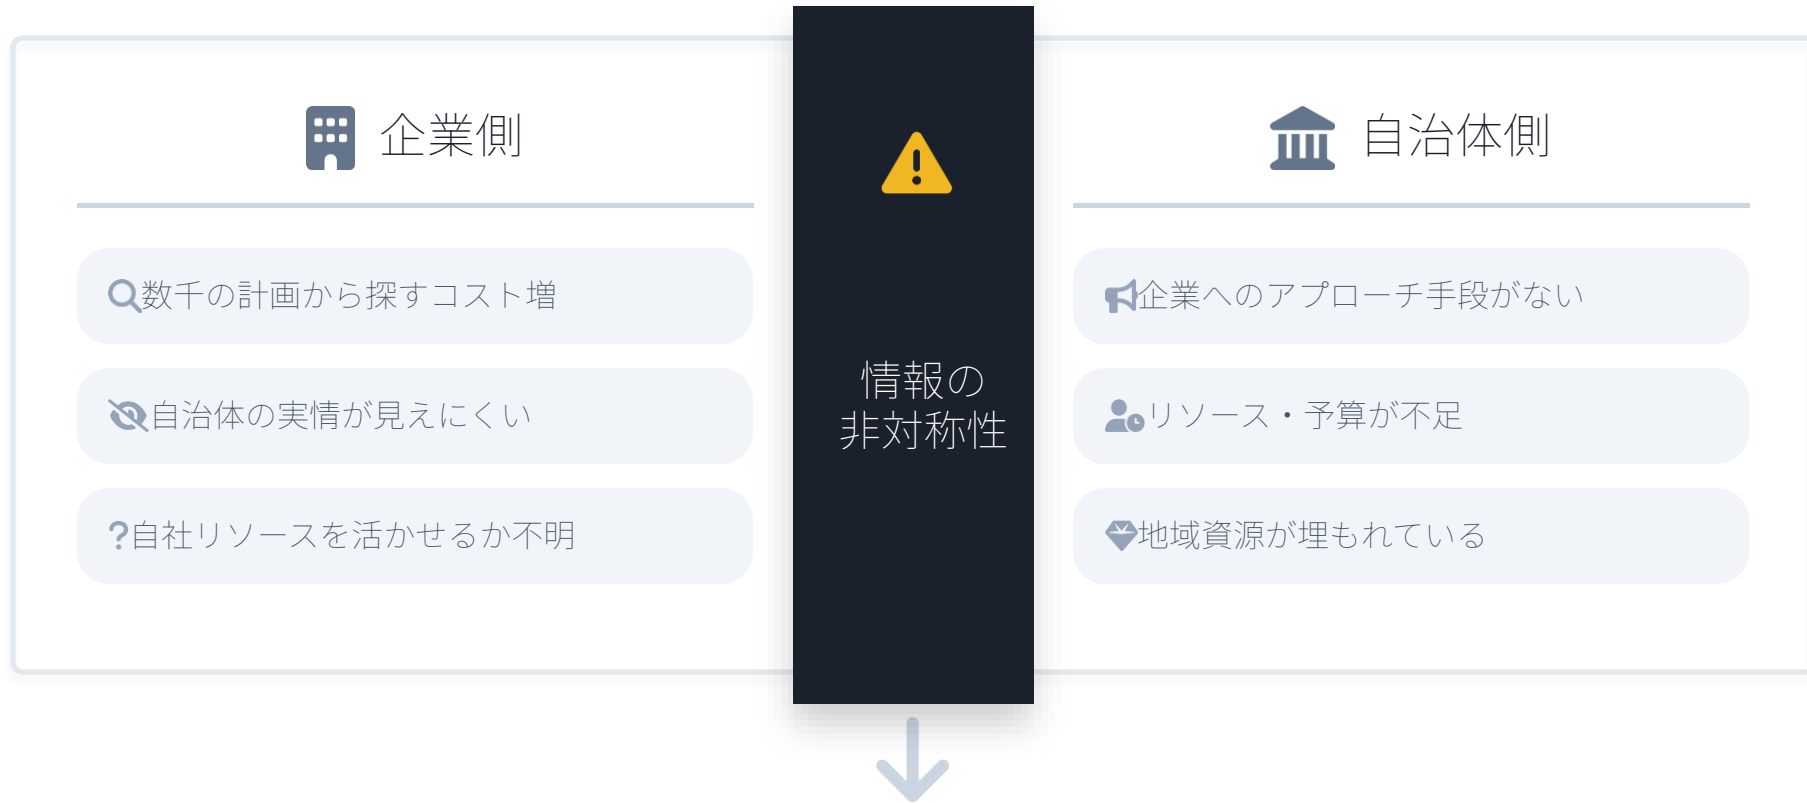 企業側
数千の計画から探すコスト増
自治体の実情が見えにくい
?自社リソースを活かせるか不明
情報の
非対称性
自治体側
企業へのアプローチ手段がない
リソース・予算が不足
地域資源が埋もれている